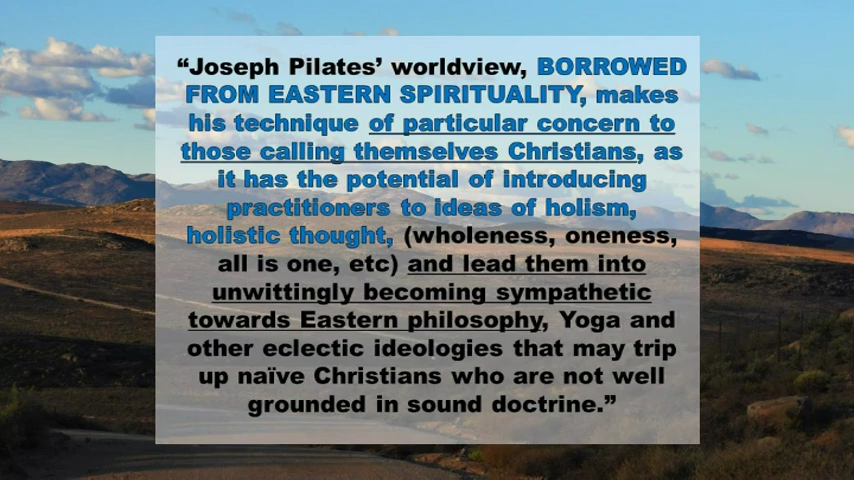 “Joseph Pilates’ worldview, BORROWED
FROM EASTERN SPIRITUALITY, makes
his technique of particular concern to
those calling themselves Christians, as
it has the potential of introducing
practitioners to ideas of holism,
holistic thought, (wholeness, oneness,
all is one, etc) and lead them into
unwittingly becoming sympathetic
towards Eastern philosophy, Yoga and
other eclectic ideologies that may trip
up naïve Christians who are not well
grounded in sound doctrine.”